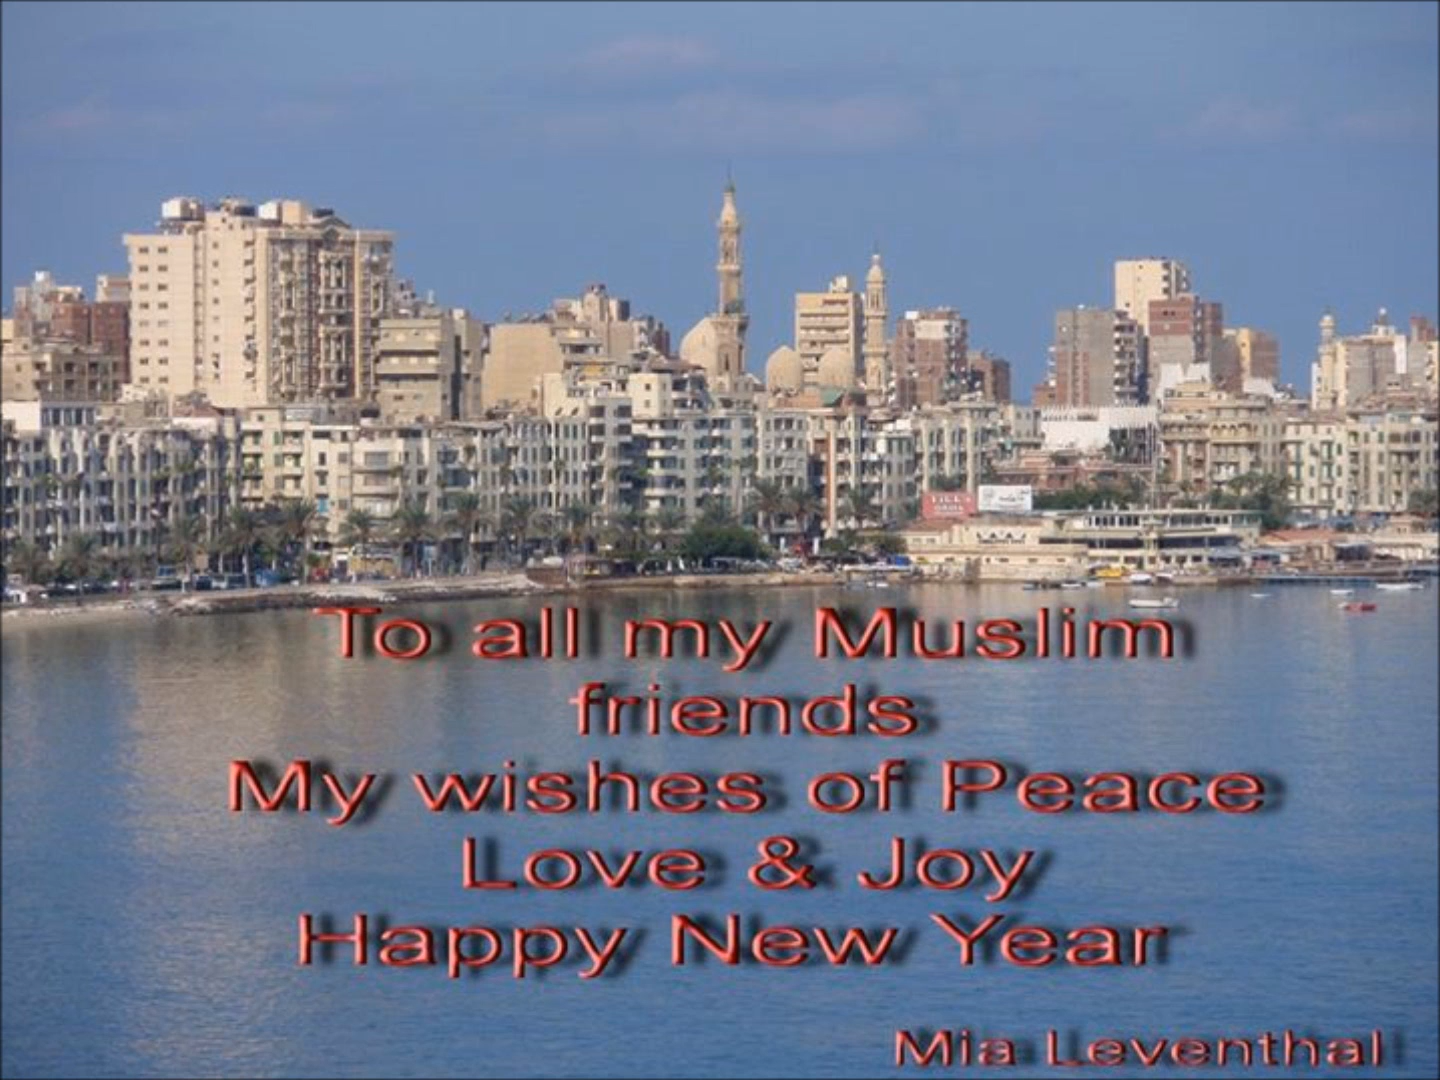 To all my Muslim
friends
My wishes of Peace
Love & Joy
Happy New Year
Mia Leventhal